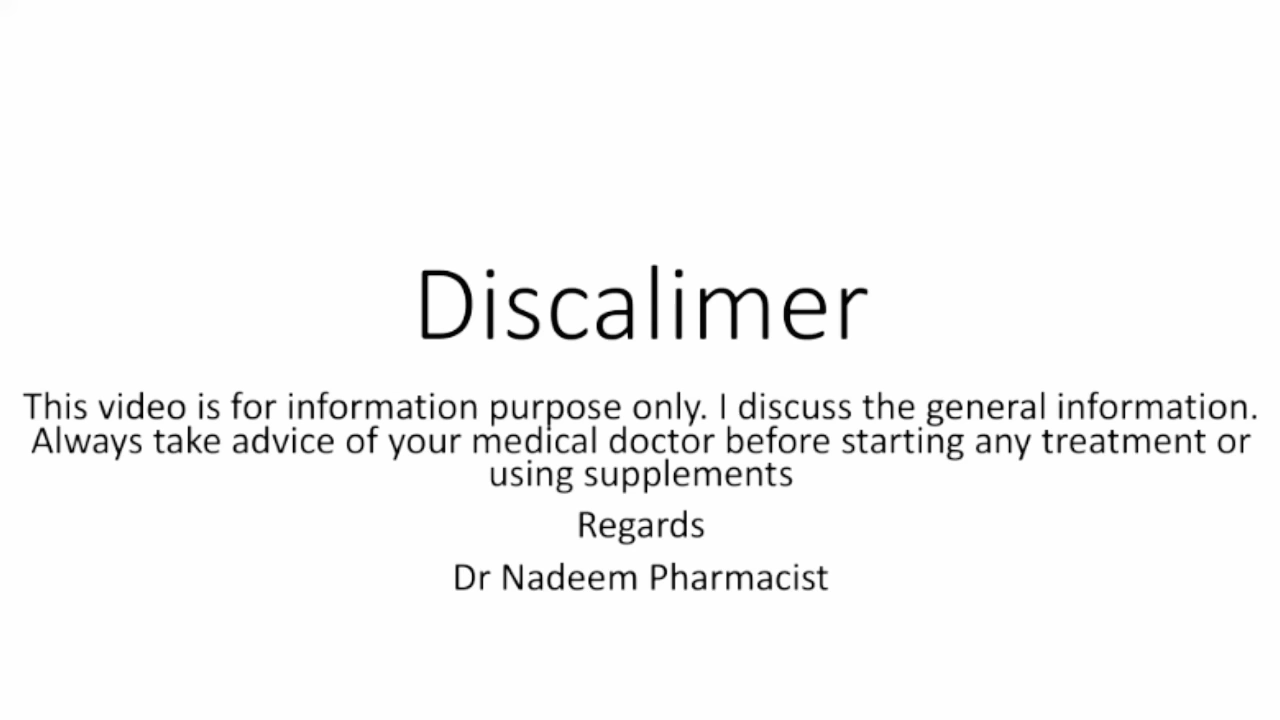 Discalimer
This video is for information purpose only. I discuss the general information.
Always take advice of your medical doctor before starting any treatment or
using supplements
Regards
Dr Nadeem Pharmacist